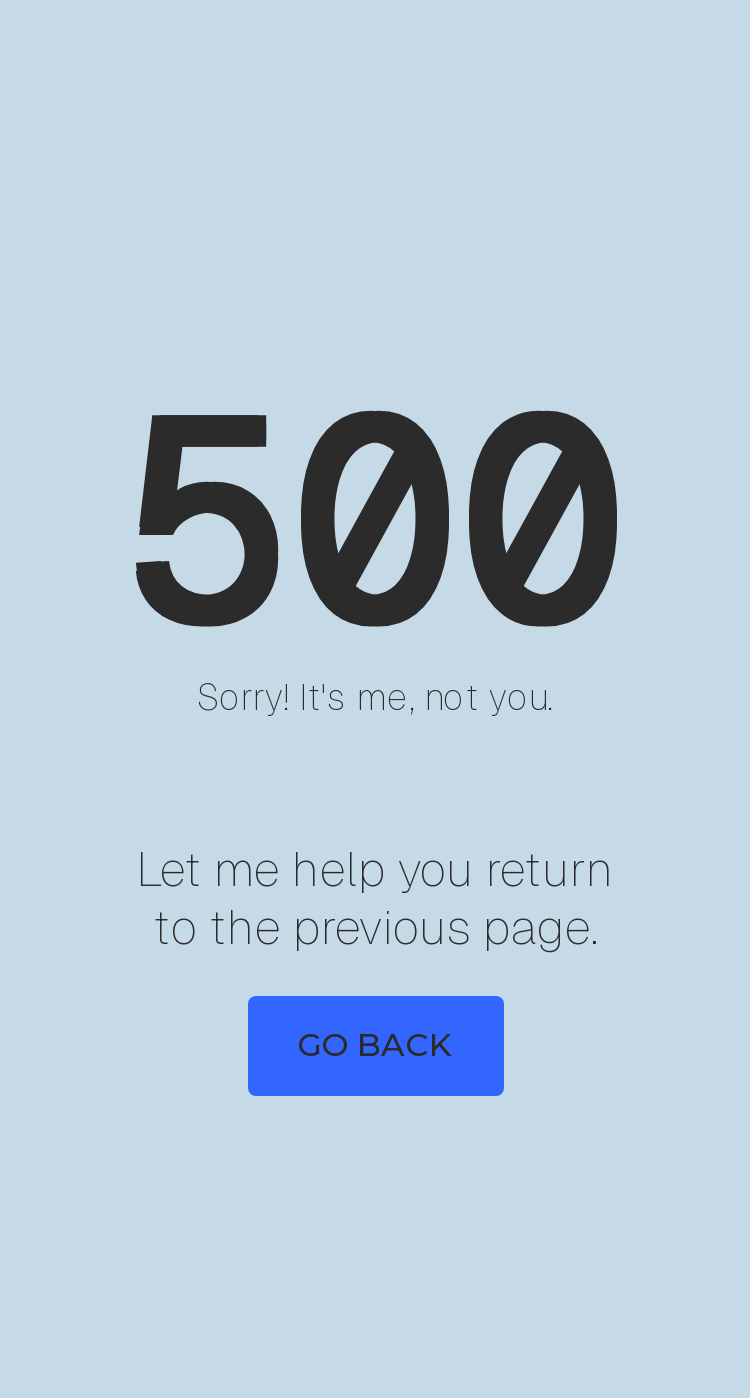 500
Sorry! It's me, not you.
Let me help you return
to the previous page.
GO BACK